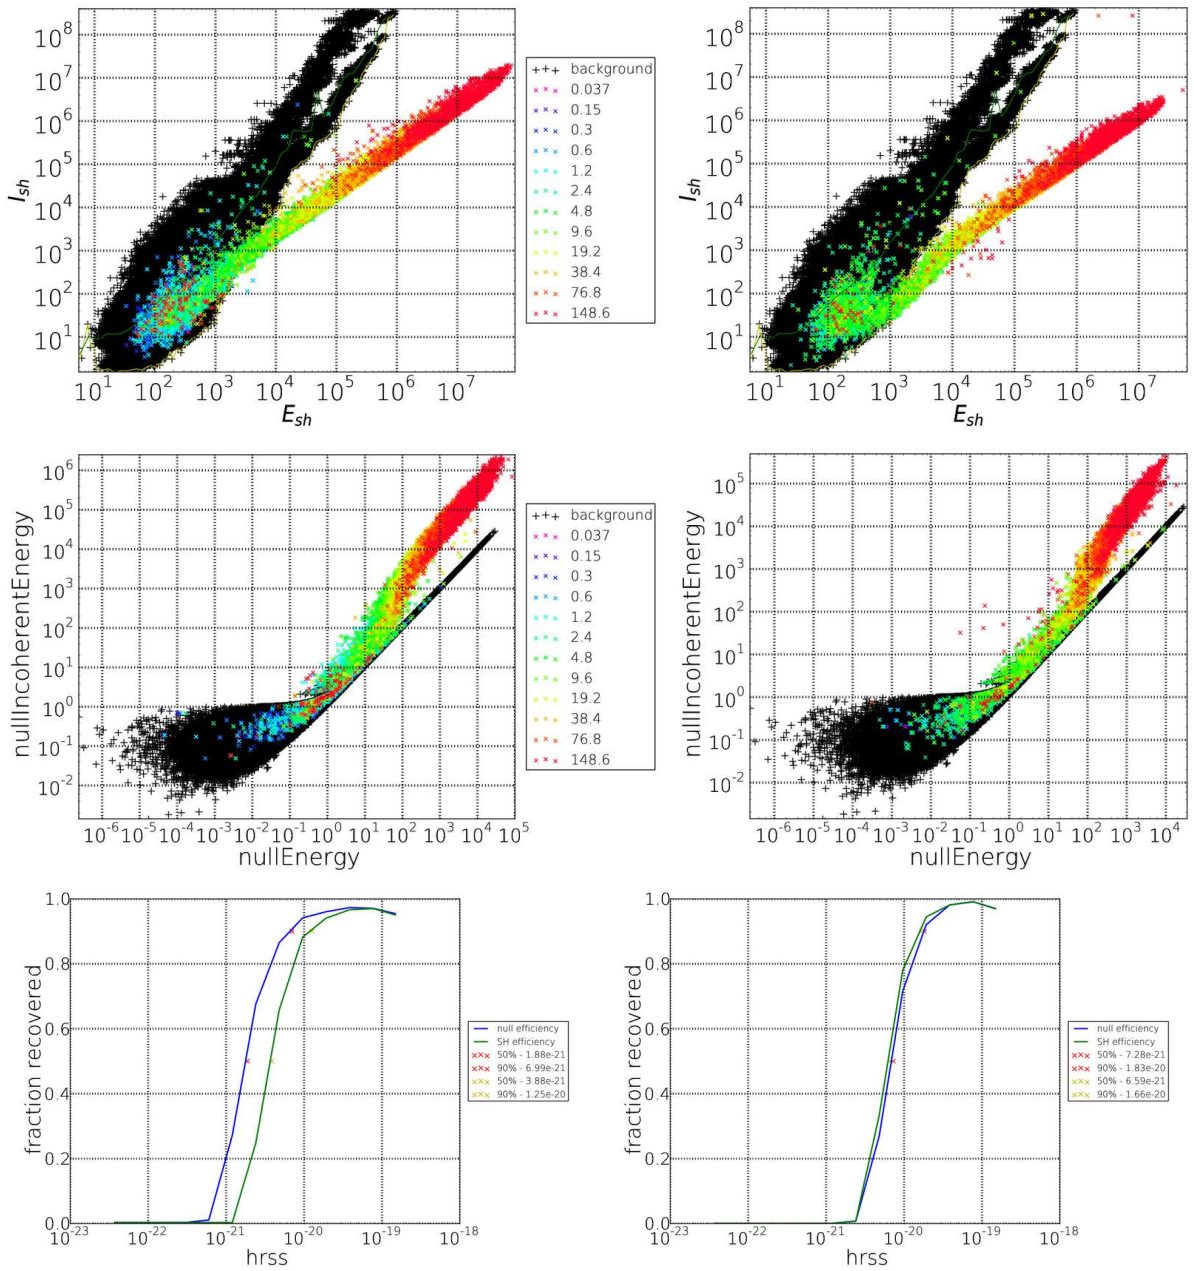 10^8
10^7
10^6
10^5
10^4
10^3
10^2
10^1
I_sh
10^1 10^2 10^3 10^4 10^5 10^6 10^7
E_sh
background
0.037
0.15
0.3
0.6
1.2
2.4
4.8
9.6
19.2
38.4
76.8
148.6
10^8
10^7
10^6
10^5
10^4
10^3
10^2
10^1
I_sh
10^1 10^2 10^3 10^4 10^5 10^6 10^7
E_sh
10^6
10^5
10^4
10^3
10^2
10^1
10^0
10^-1
10^-2
nullIncoherentEnergy
10^-6 10^-5 10^-4 10^-3 10^-2 10^-1 10^0 10^1 10^2 10^3 10^4 10^5
nullEnergy
background
0.037
0.15
0.3
0.6
1.2
2.4
4.8
9.6
19.2
38.4
76.8
148.6
10^5
10^4
10^3
10^2
10^1
10^0
10^-1
10^-2
nullIncoherentEnergy
10^-6 10^-5 10^-4 10^-3 10^-2 10^-1 10^0 10^1 10^2 10^3 10^4
nullEnergy
1.0
0.8
0.6
0.4
0.2
0.0
fraction recovered
10^-23 10^-22 10^-21 10^-20 10^-19 10^-18
hrss
null efficiency
SH efficiency
50% - 1.88e-21
90% - 6.99e-21
50% - 3.88e-21
90% - 1.25e-20
1.0
0.8
0.6
0.4
0.2
0.0
fraction recovered
10^-23 10^-22 10^-21 10^-20 10^-19 10^-18
hrss
null efficiency
SH efficiency
50% - 7.28e-21
90% - 1.83e-20
50% - 6.59e-21
90% - 1.66e-20